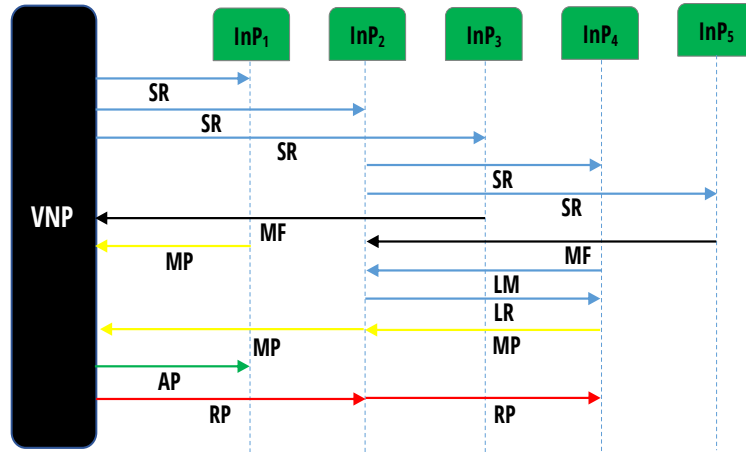 InP₁ InP₂ InP₃ InP₄ InP₅
SR
SR
SR
SR
SR
VNP
MF
MP
MF
LM
LR
MP
MP
AP
RP
RP